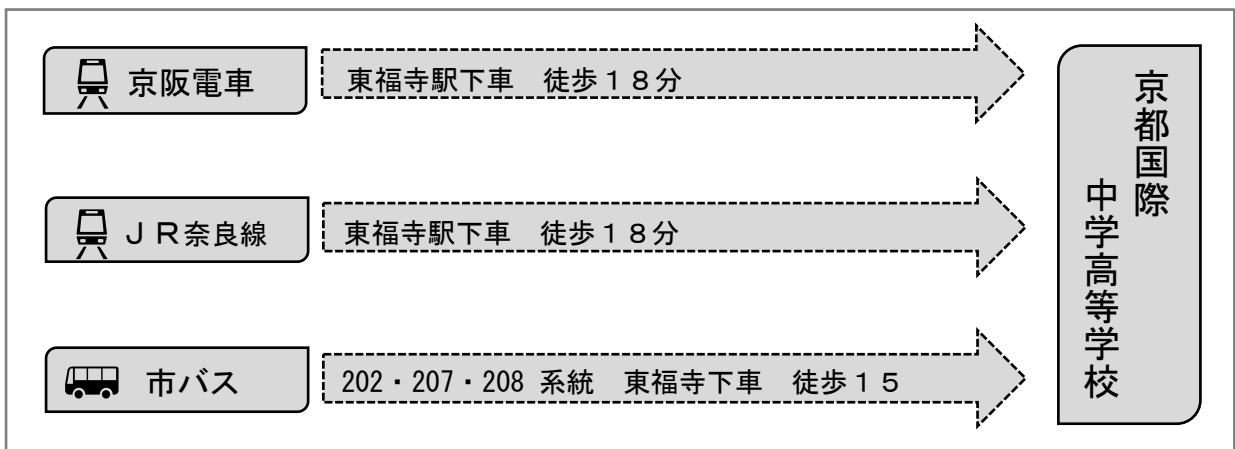 京阪電車
東福寺駅下車　徒歩１８分
ＪＲ奈良線
東福寺駅下車　徒歩１８分
市バス
202・207・208 系統　東福寺下車　徒歩１５
京都国際
中学高等学校